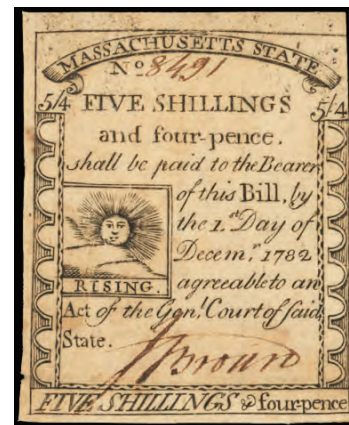 MASSACHUSETTS STATE
No 8491
5/4 FIVE SHILLINGS 5/4
and four-pence.
shall be paid to the Bearer
of this Bill, by
the 1.st Day of
Decem.r 1782
RISING. agreeable to an
Act of the Gen.l Court of said
State.
FIVE SHILLINGS & four-pence